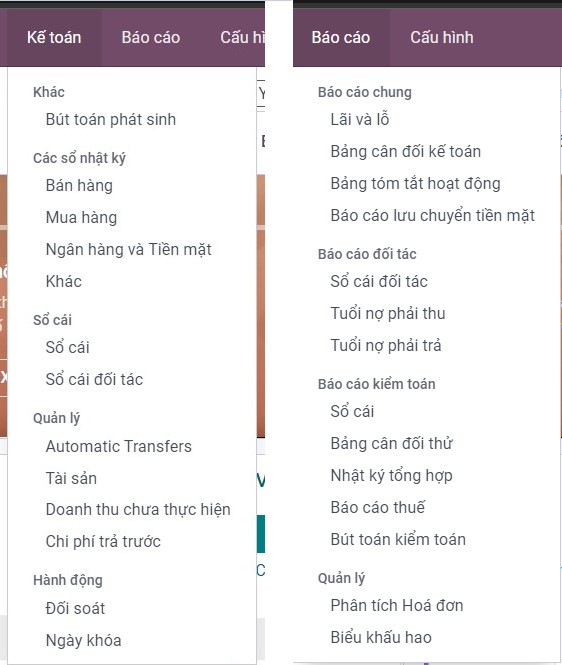 Kế toán
Báo cáo
Cấu hì
Khác
Bút toán phát sinh
Các sổ nhật ký
Bán hàng
Mua hàng
Ngân hàng và Tiền mặt
Khác
Sổ cái
Sổ cái
Sổ cái đối tác
Quản lý
Automatic Transfers
Tài sản
Doanh thu chưa thực hiện
Chi phí trả trước
Hành động
Đối soát
Ngày khóa
Báo cáo
Cấu hình
Báo cáo chung
Lãi và lỗ
Bảng cân đối kế toán
Bảng tóm tắt hoạt động
Báo cáo lưu chuyển tiền mặt
Báo cáo đối tác
Sổ cái đối tác
Tuổi nợ phải thu
Tuổi nợ phải trả
Báo cáo kiểm toán
Sổ cái
Bảng cân đối thử
Nhật ký tổng hợp
Báo cáo thuế
Bút toán kiểm toán
Quản lý
Phân tích Hoá đơn
Biểu khấu hao